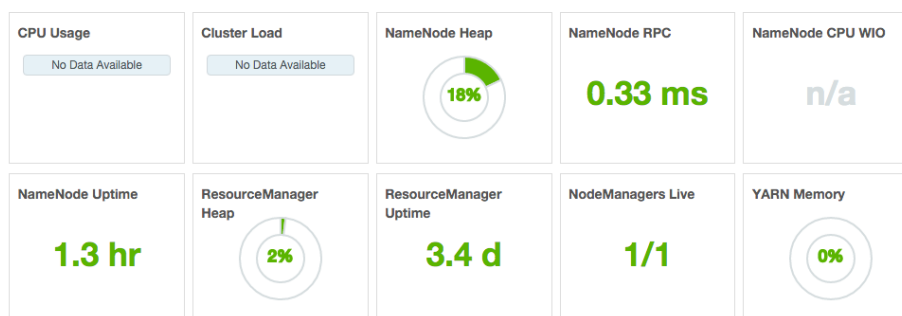 CPU Usage
No Data Available
Cluster Load
No Data Available
NameNode Heap
18%
NameNode RPC
0.33 ms
NameNode CPU WIO
n/a
NameNode Uptime
1.3 hr
ResourceManager
Heap
2%
ResourceManager
Uptime
3.4 d
NodeManagers Live
1/1
YARN Memory
0%